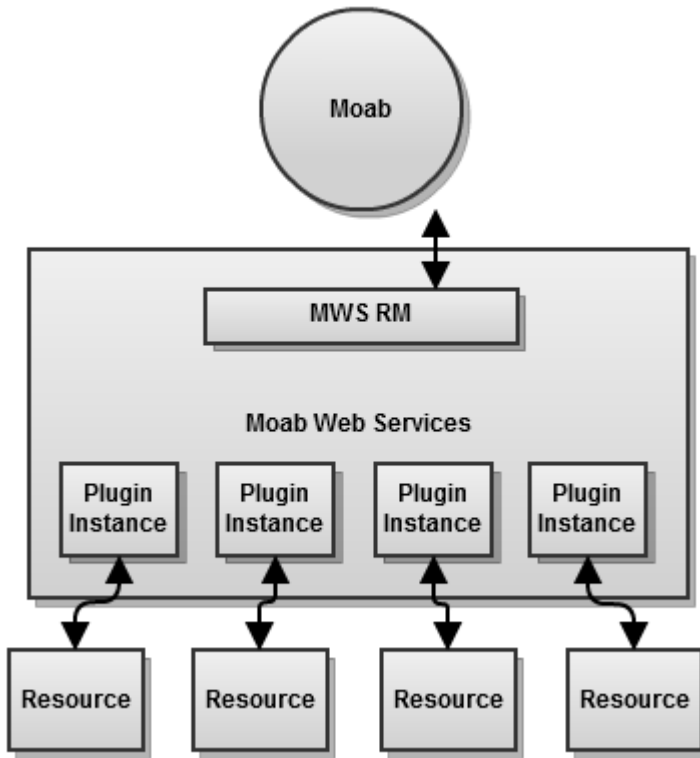 Moab
MWS RM
Moab Web Services
Plugin
Instance
Plugin
Instance
Plugin
Instance
Plugin
Instance
Resource
Resource
Resource
Resource